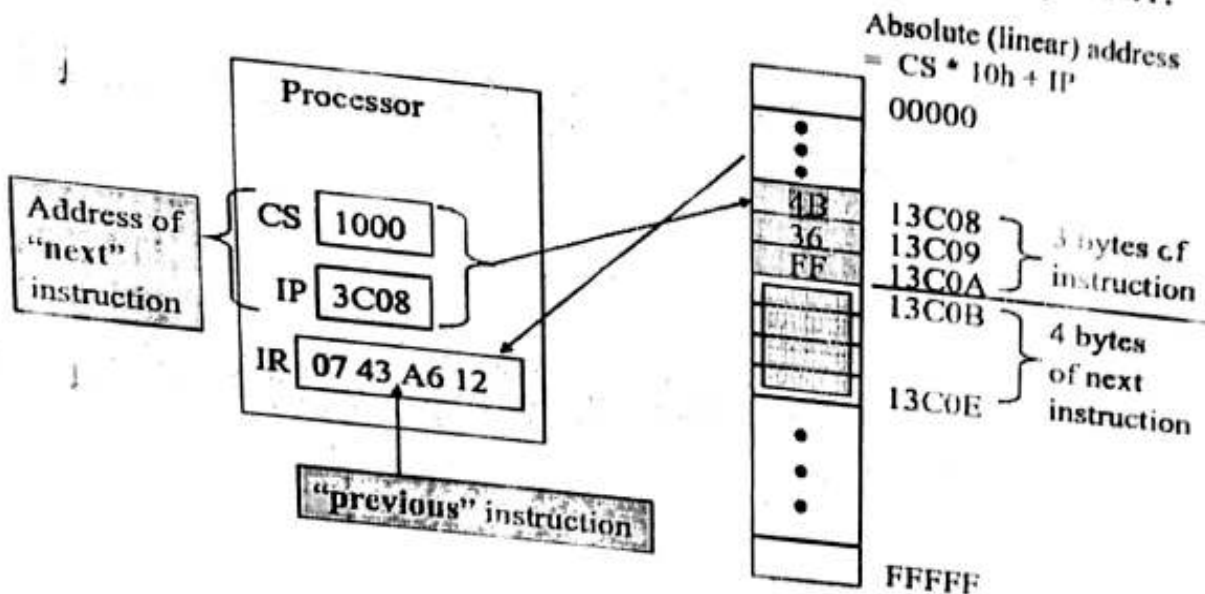 Absolute (linear) address
= CS * 10h + IP
Processor
00000
Address of
"next"
instruction
CS 1000
IP 3C08
IR 07 43 A6 12
"previous" instruction
4B
36
FF
13C08
13C09
13C0A
13C0B
13C0E
3 bytes of
instruction
4 bytes
of next
instruction
FFFFF